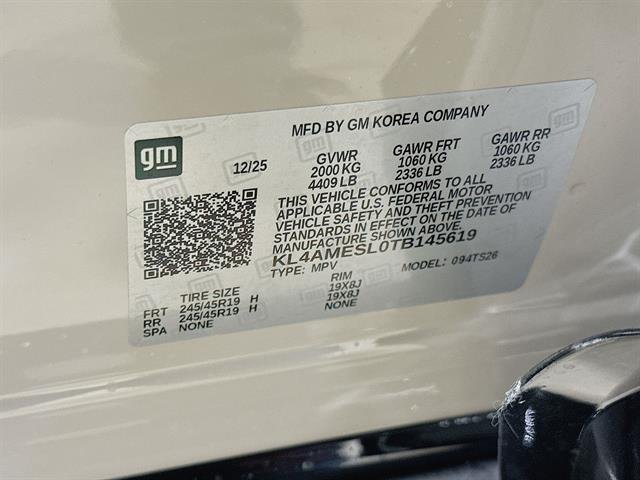 MFD BY GM KOREA COMPANY
gm
12/25
GVWR GAWR FRT GAWR RR
2000 KG 1060 KG 1060 KG
4409 LB 2336 LB 2336 LB
THIS VEHICLE CONFORMS TO ALL
APPLICABLE U.S. FEDERAL MOTOR
VEHICLE SAFETY AND THEFT PREVENTION
STANDARDS IN EFFECT ON THE DATE OF
MANUFACTURE SHOWN ABOVE.
KL4AMESL0TB145619
TYPE: MPV MODEL: 094TS26
TIRE SIZE RIM
FRT 245/45R19 H 19X8J
RR 245/45R19 H 19X8J
SPA NONE NONE